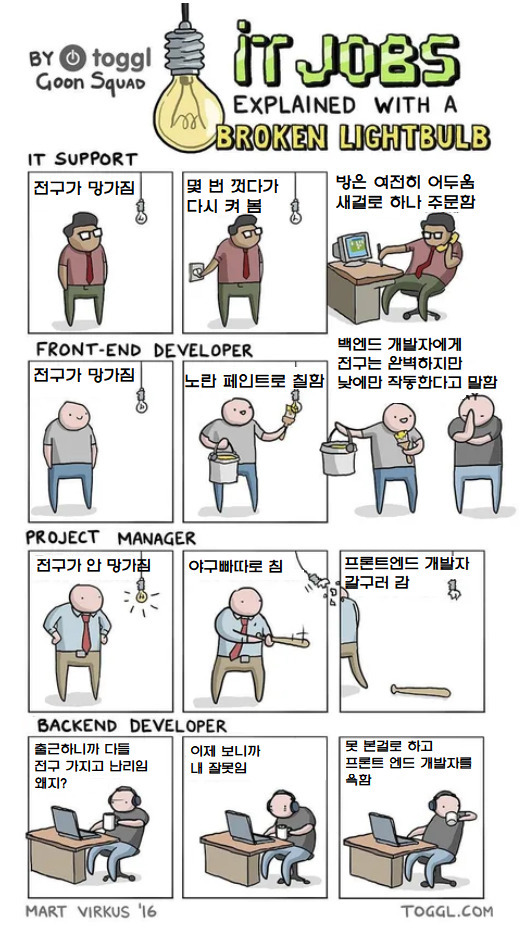 BY toggl
Goon Squad
IT JOBS
EXPLAINED WITH A
BROKEN LIGHTBULB
IT SUPPORT
전구가 망가짐
몇 번 껐다가
다시 켜 봄
방은 여전히 어두움
새걸로 하나 주문함
FRONT-END DEVELOPER
전구가 망가짐
노란 페인트로 칠함
백엔드 개발자에게
전구는 완벽하지만
낮에만 작동한다고 말함
PROJECT MANAGER
전구가 안 망가짐
야구빠따로 침
프론트엔드 개발자
갈구러 감
BACKEND DEVELOPER
출근하니까 다들
전구 가지고 난리임
왜지?
이제 보니까
내 잘못임
못 본걸로 하고
프론트 엔드 개발자를
욕함
MART VIRKUS '16
TOGGL.COM